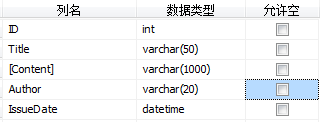 列名 数据类型 允许空
ID int
Title varchar(50)
[Content] varchar(1000)
Author varchar(20)
IssueDate datetime